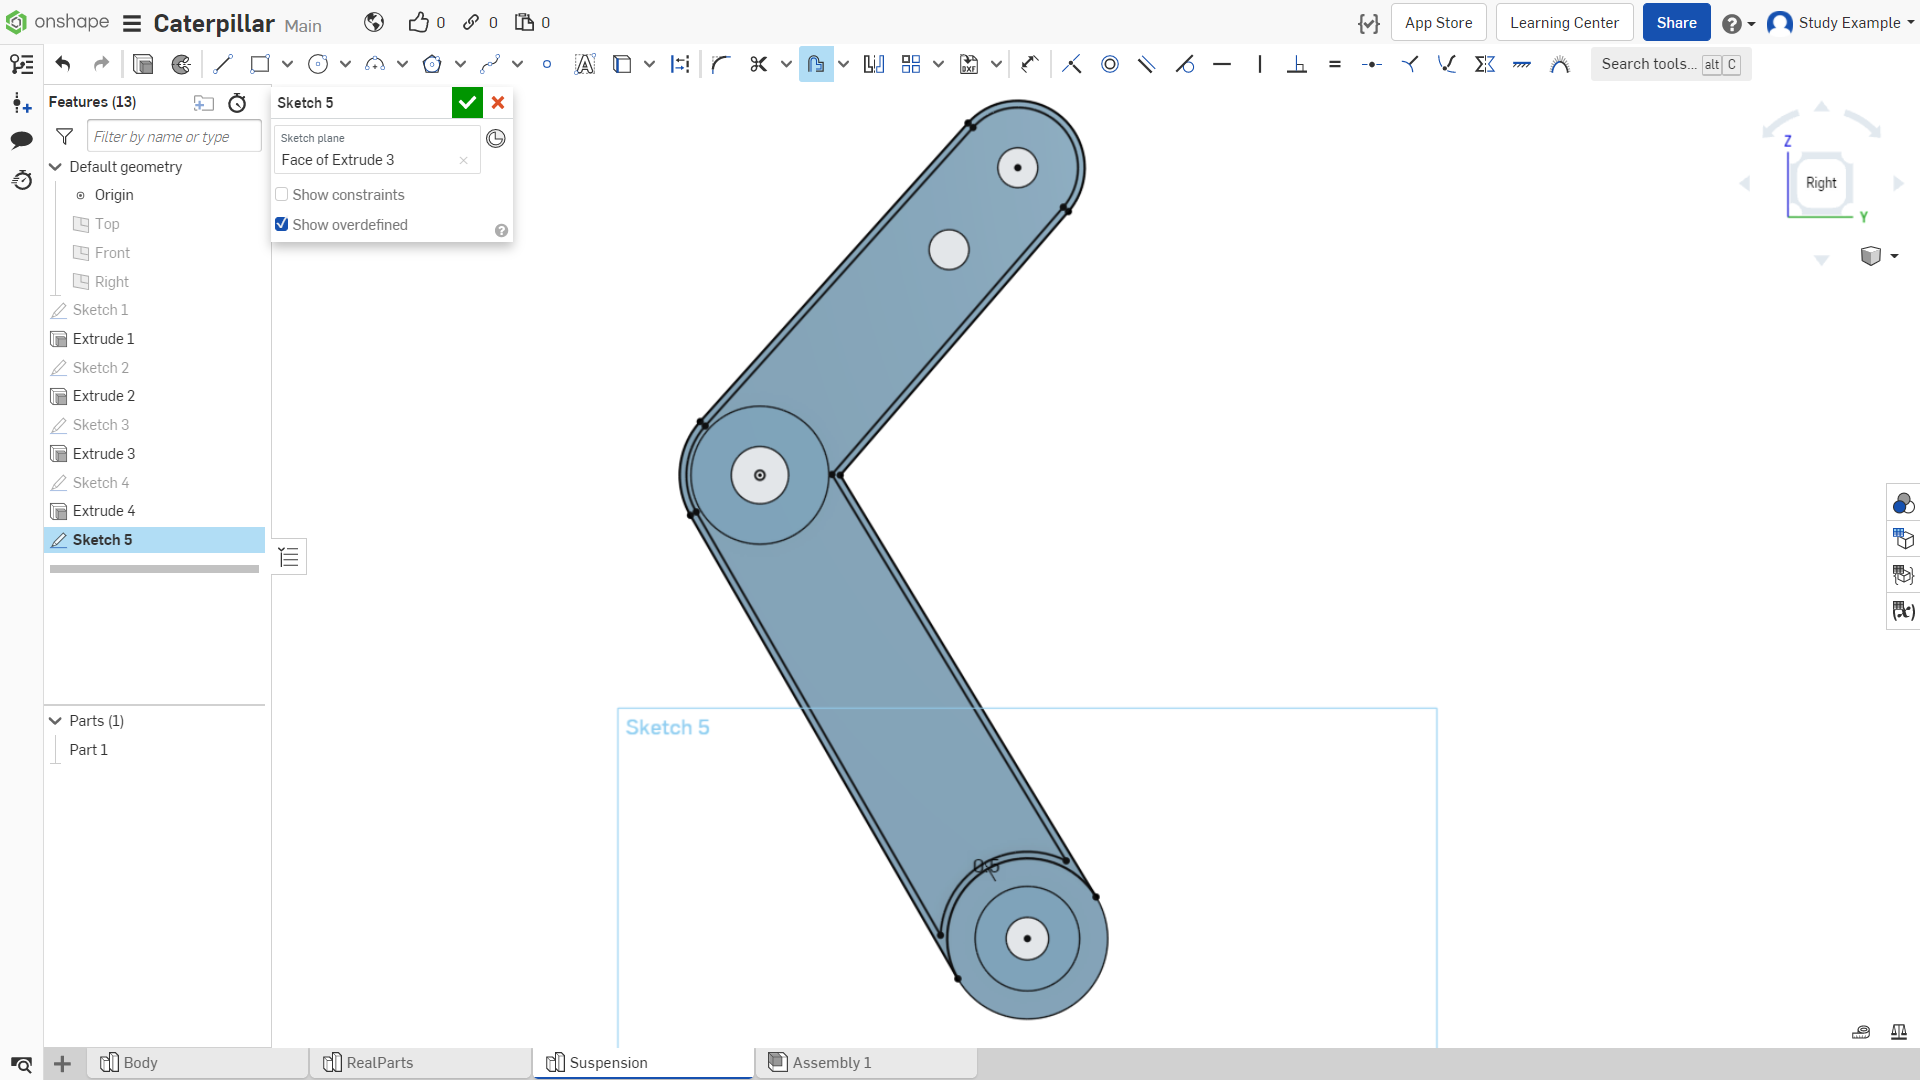 onshape
Caterpillar
Main
0
0
0
App Store
Learning Center
Share
Study Example
Search tools...
alt
C
Features (13)
Filter by name or type
Default geometry
Origin
Top
Front
Right
Sketch 1
Extrude 1
Sketch 2
Extrude 2
Sketch 3
Extrude 3
Sketch 4
Extrude 4
Sketch 5
Parts (1)
Part 1
Sketch 5
Sketch plane
Face of Extrude 3
Show constraints
Show overdefined
Z
Right
Y
Sketch 5
0.5
Body
RealParts
Suspension
Assembly 1